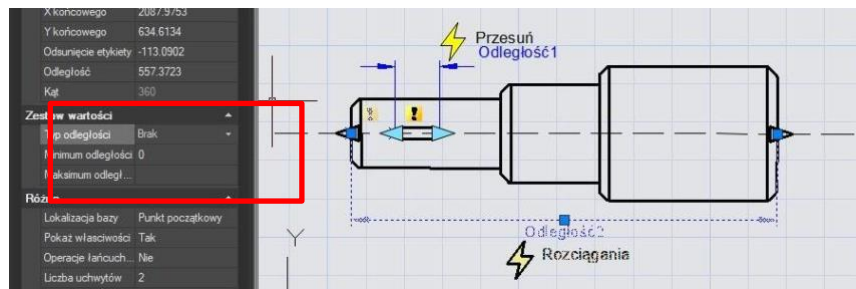 X końcowego 2087.9753
Y końcowego 634.6134
Odsunięcie etykiety -113.0902
Odległość 557.3723
Kąt 360
Zestaw wartości
Typ odległości Brak
Minimum odległości 0
Maksimum odległ...
Różne
Lokalizacja bazy Punkt początkowy
Pokaż właściwości Tak
Operacje łańcuch... Nie
Liczba uchwytów 2
Przesuń
Odległość1
Odległość2
Rozciągania
Y